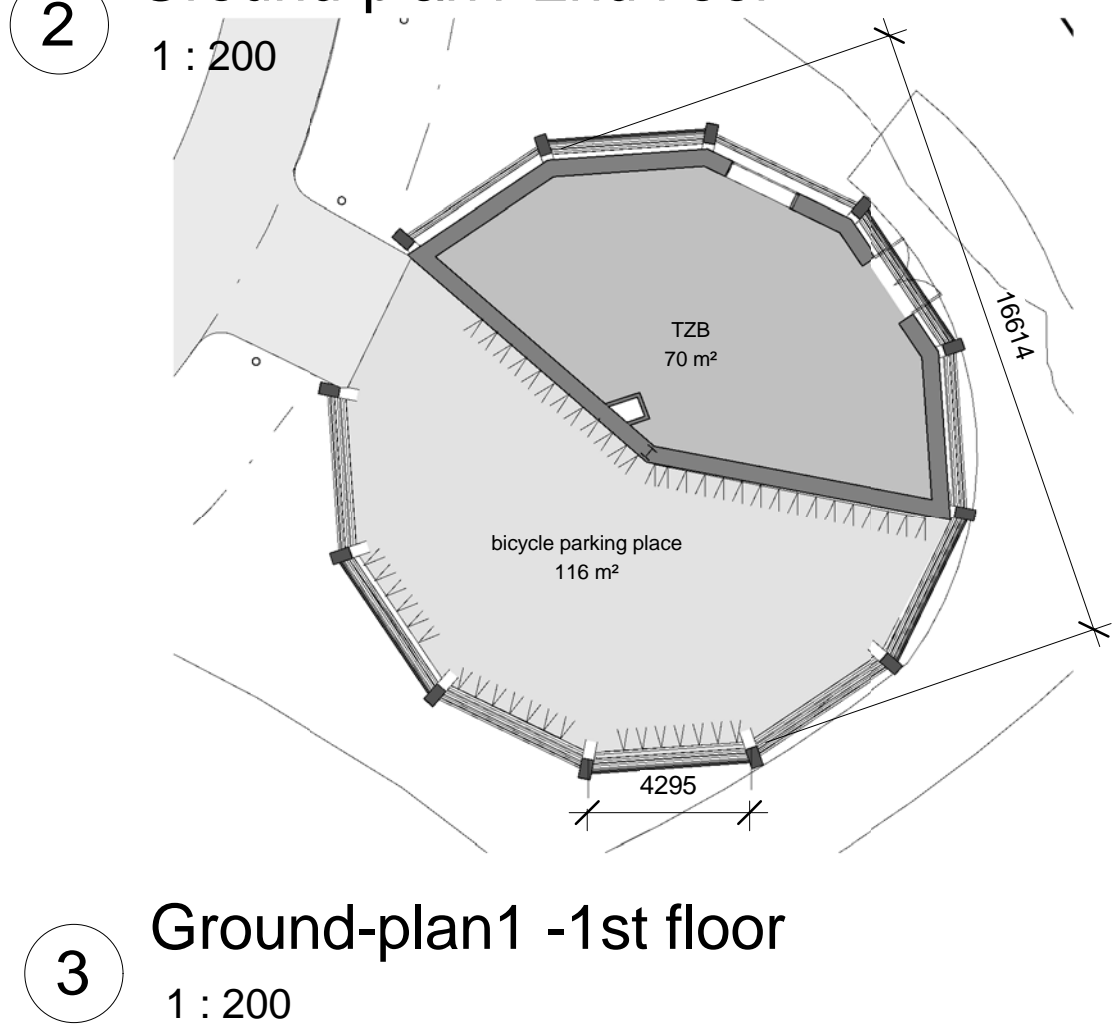 2
1 : 200
16614
TZB
70 m²
bicycle parking place
116 m²
4295
3
Ground-plan1 -1st floor
1 : 200